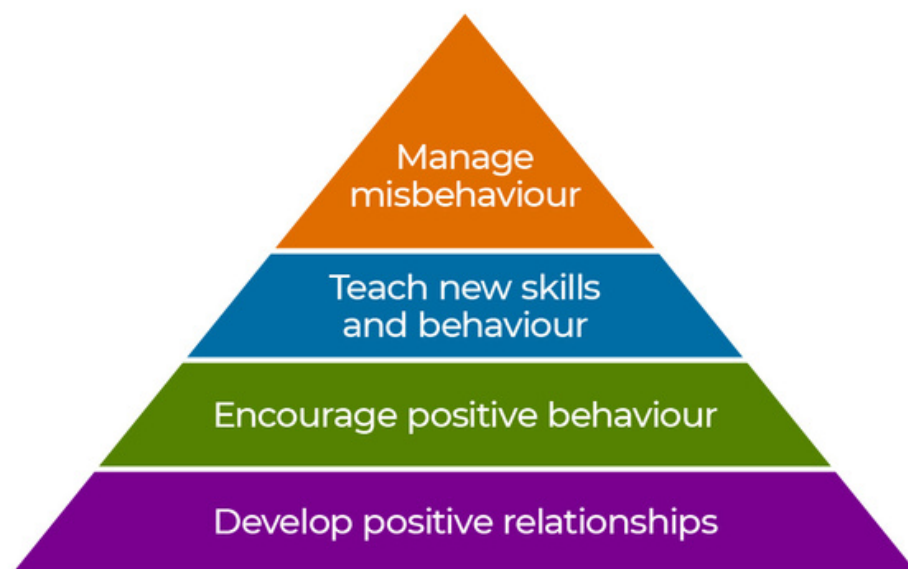 Manage
misbehaviour
Teach new skills
and behaviour
Encourage positive behaviour
Develop positive relationships